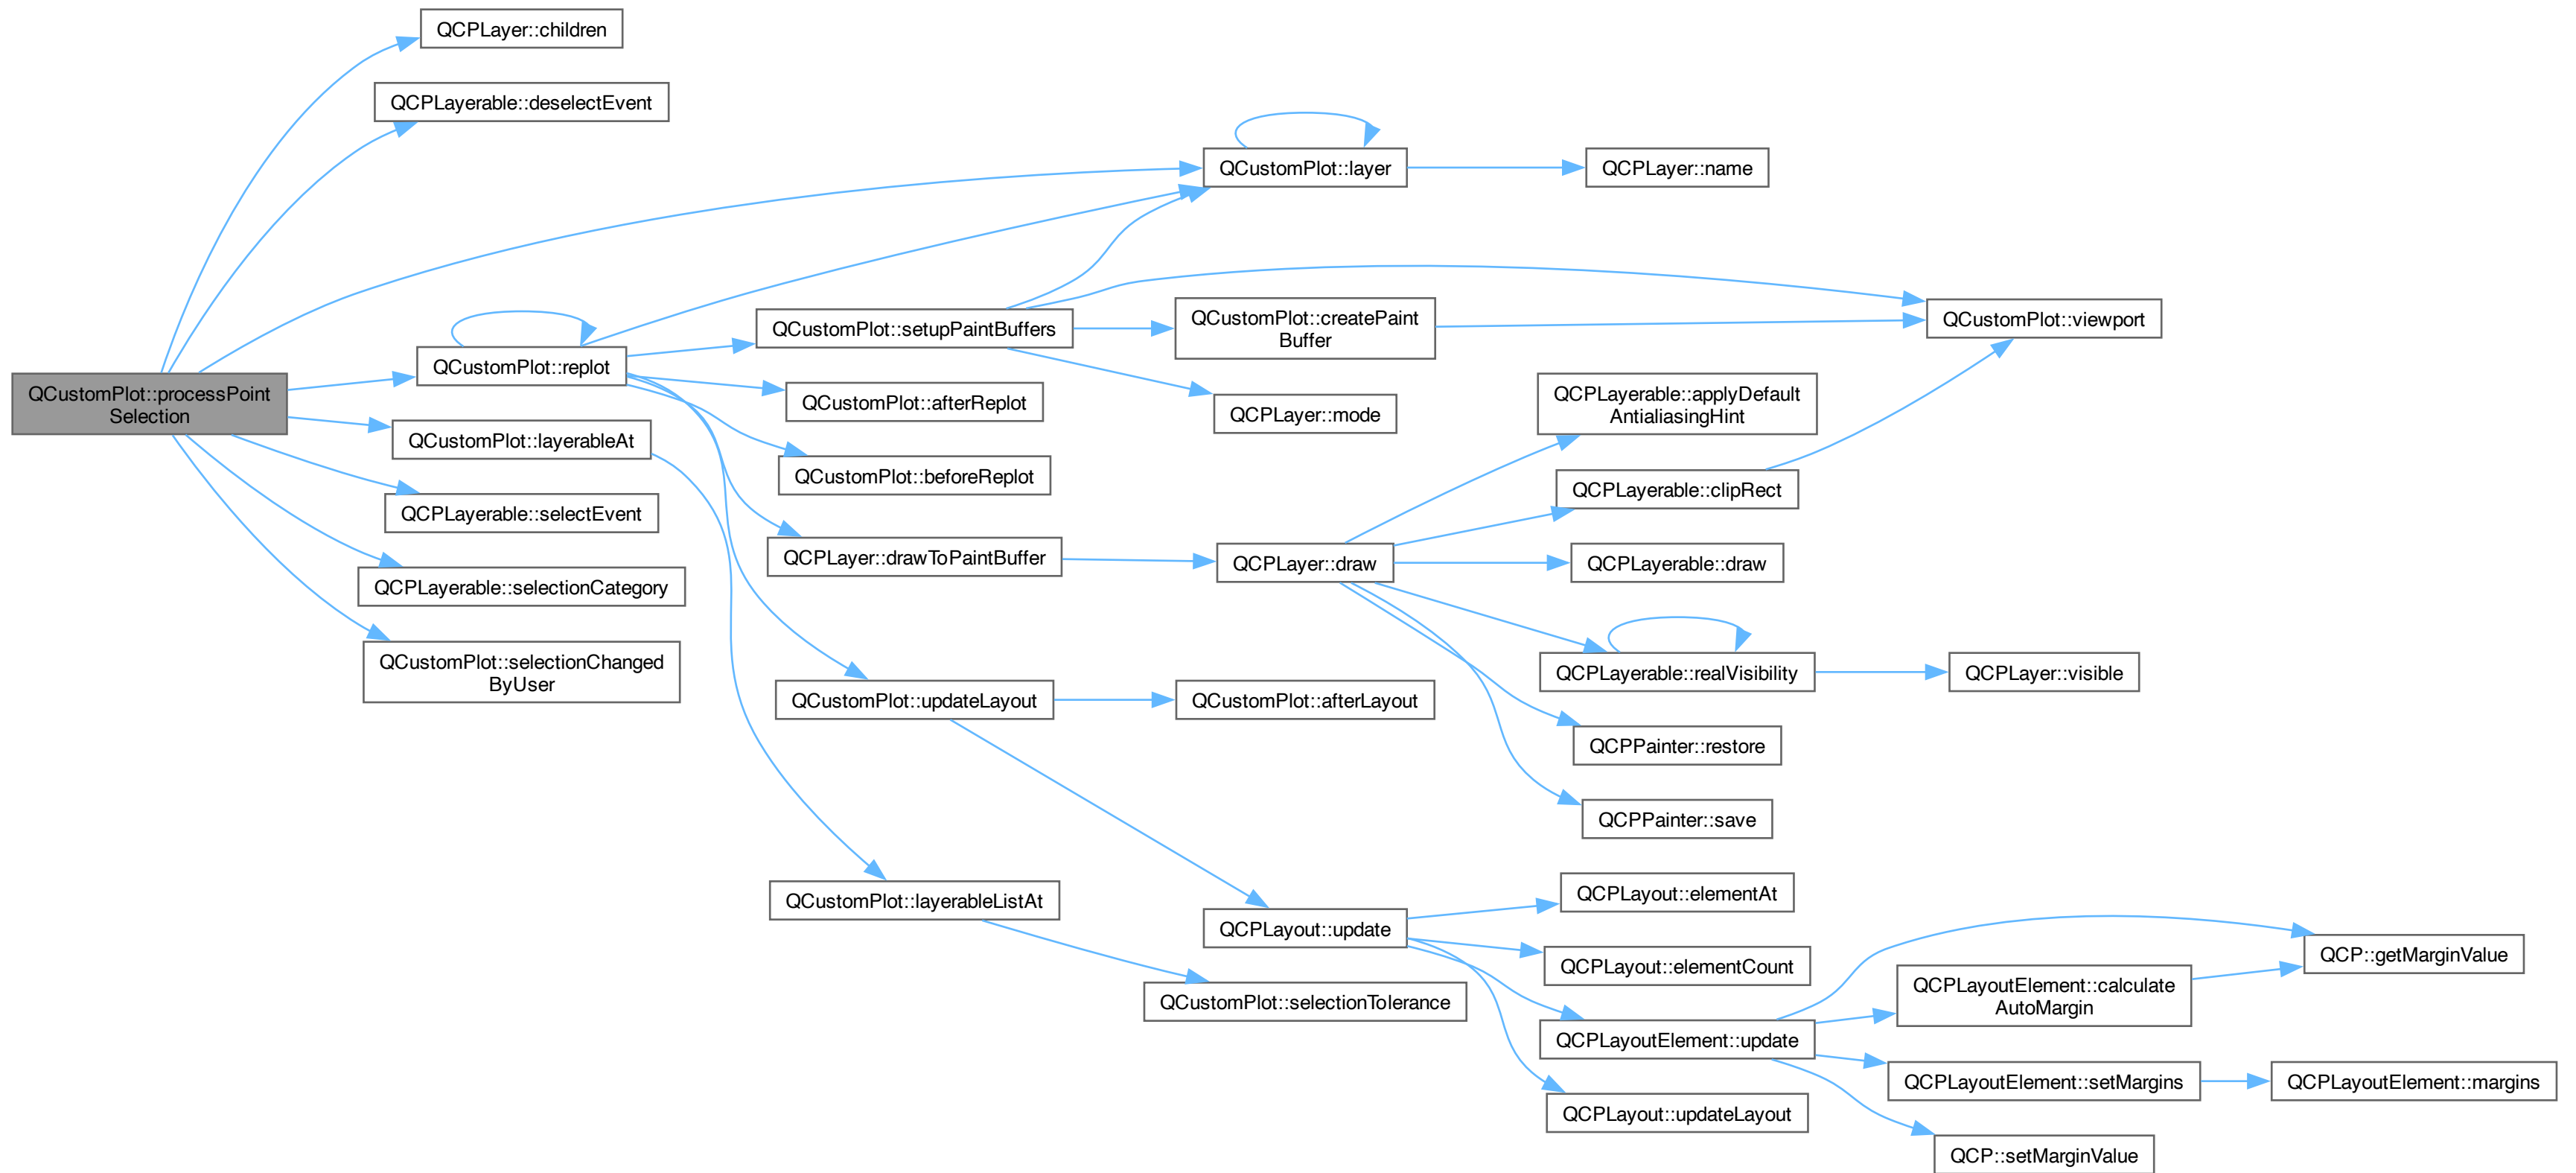 QCPLayer::children
QCPLayerable::deselectEvent
QCustomPlot::layer
QCPLayer::name
QCustomPlot::createPaint
Buffer
QCustomPlot::viewport
QCustomPlot::setupPaintBuffers
QCustomPlot::replot
QCustomPlot::processPoint
Selection
QCustomPlot::afterReplot
QCPLayer::mode
QCPLayerable::applyDefault
AntialiasingHint
QCustomPlot::layerableAt
QCustomPlot::beforeReplot
QCPLayerable::clipRect
QCPLayerable::selectEvent
QCPLayer::drawToPaintBuffer
QCPLayer::draw
QCPLayerable::draw
QCPLayerable::selectionCategory
QCustomPlot::selectionChanged
ByUser
QCPLayerable::realVisibility
QCPLayer::visible
QCustomPlot::updateLayout
QCustomPlot::afterLayout
QCPPainter::restore
QCPPainter::save
QCustomPlot::layerableListAt
QCPLayout::elementAt
QCPLayout::update
QCP::getMarginValue
QCPLayout::elementCount
QCustomPlot::selectionTolerance
QCPLayoutElement::calculate
AutoMargin
QCPLayoutElement::update
QCPLayoutElement::setMargins
QCPLayoutElement::margins
QCPLayout::updateLayout
QCP::setMarginValue